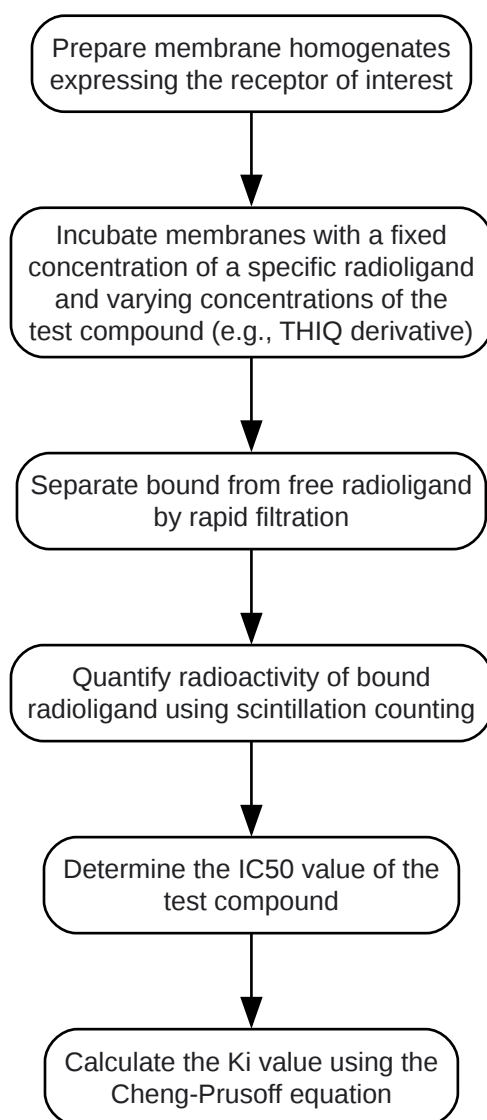 Prepare membrane homogenates
expressing the receptor of interest
Incubate membranes with a fixed
concentration of a specific radioligand
and varying concentrations of the
test compound (e.g., THIQ derivative)
Separate bound from free radioligand
by rapid filtration
Quantify radioactivity of bound
radioligand using scintillation counting
Determine the IC50 value of the
test compound
Calculate the Ki value using the
Cheng-Prusoff equation